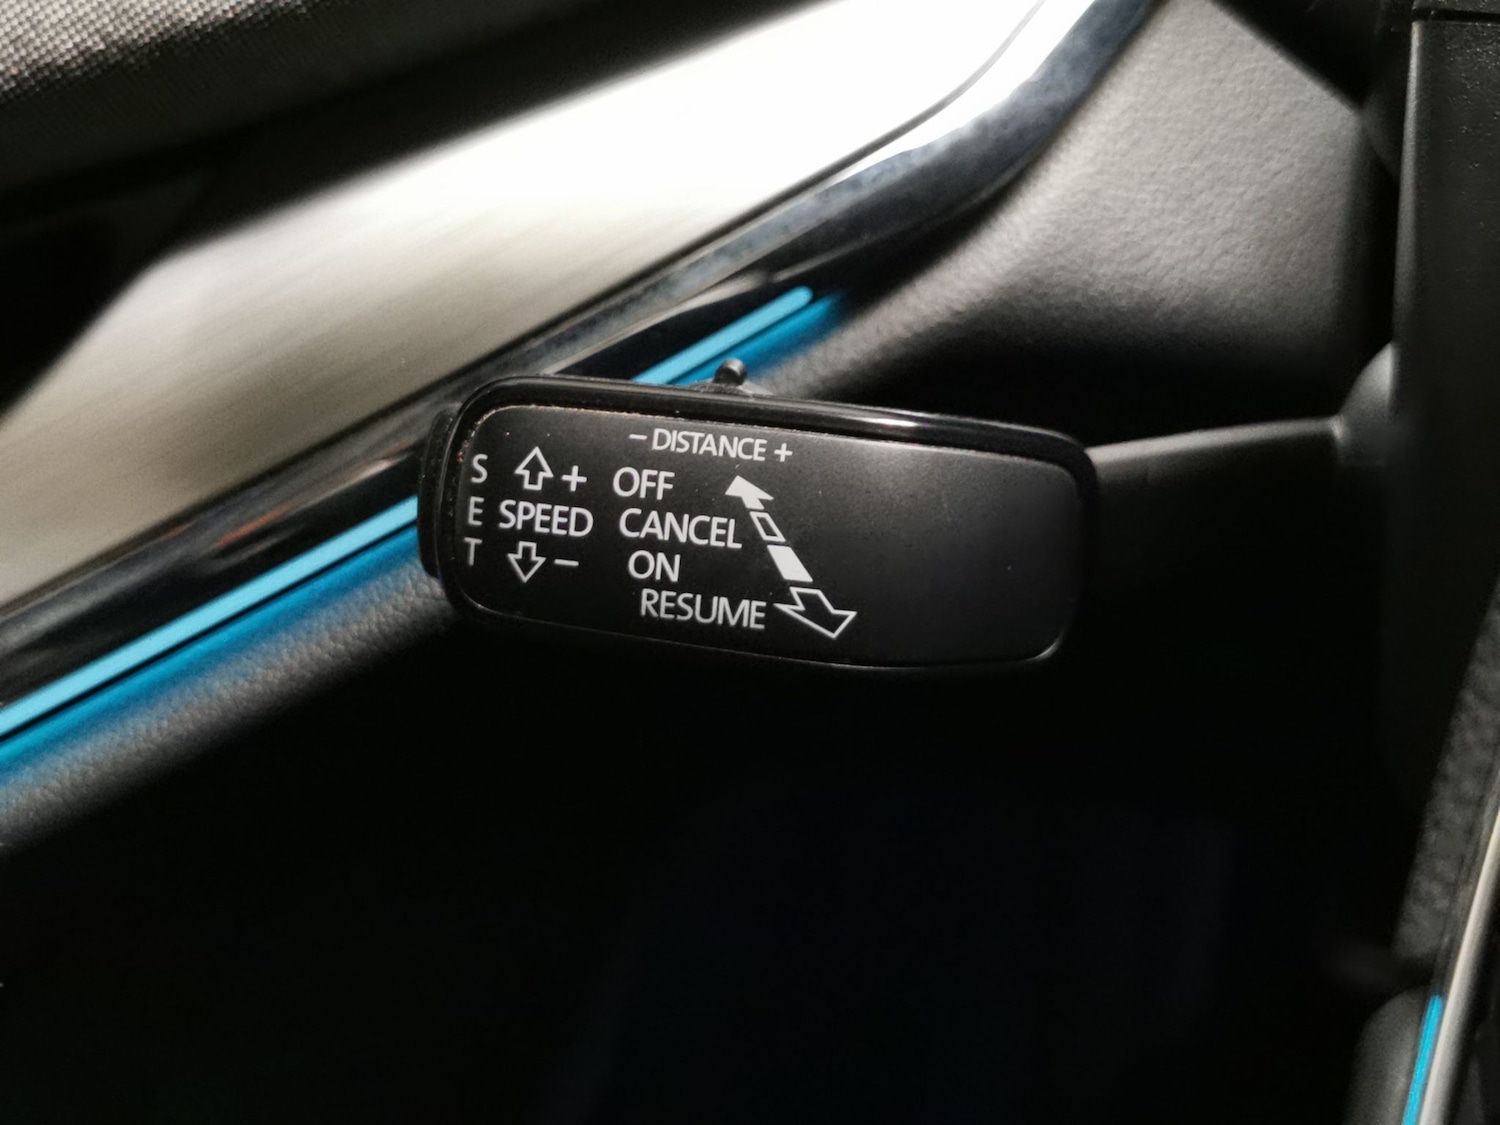 − DISTANCE +
S + OFF
E SPEED CANCEL
T − ON
RESUME